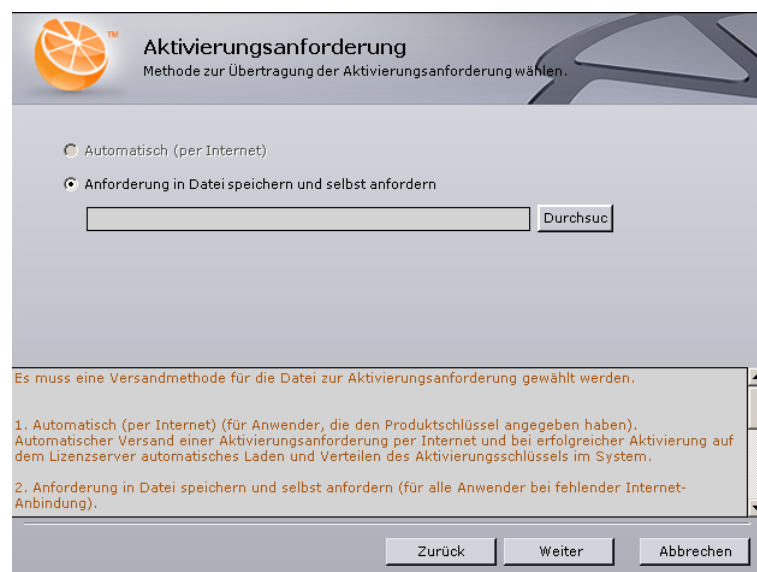 TM
Aktivierungsanforderung
Methode zur Übertragung der Aktivierungsanforderung wählen.
Automatisch (per Internet)
Anforderung in Datei speichern und selbst anfordern
Durchsuc
Es muss eine Versandmethode für die Datei zur Aktivierungsanforderung gewählt werden.
1. Automatisch (per Internet) (für Anwender, die den Produktschlüssel angegeben haben).
Automatischer Versand einer Aktivierungsanforderung per Internet und bei erfolgreicher Aktivierung auf
dem Lizenzserver automatisches Laden und Verteilen des Aktivierungsschlüssels im System.
2. Anforderung in Datei speichern und selbst anfordern (für alle Anwender bei fehlender Internet-
Anbindung).
Zurück
Weiter
Abbrechen